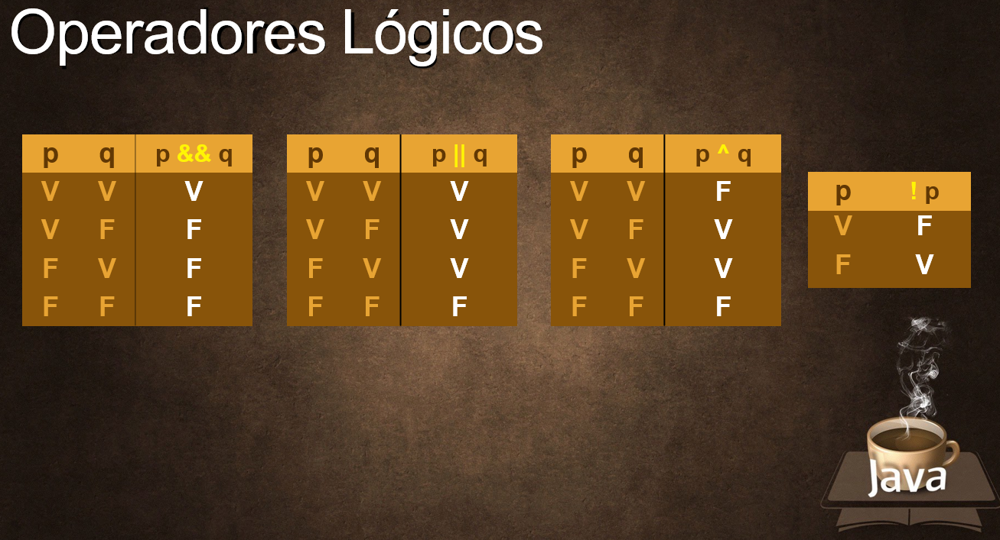 Operadores Lógicos
p q p && q
V V V
V F F
F V F
F F F
p q p || q
V V V
V F V
F V V
F F F
p q p ^ q
V V F
V F V
F V V
F F F
p ! p
V F
F V
Java